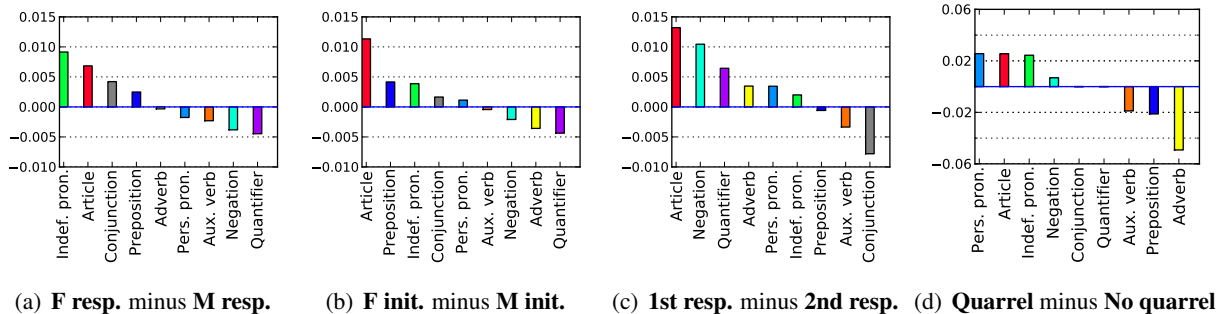 0.015
0.010
0.005
0.000
−0.005
−0.010
Indef. pron.
Article
Conjunction
Preposition
Adverb
Pers. pron.
Aux. verb
Negation
Quantifier
(a) F resp. minus M resp.
0.015
0.010
0.005
0.000
−0.005
−0.010
Article
Preposition
Indef. pron.
Conjunction
Pers. pron.
Aux. verb
Negation
Adverb
Quantifier
(b) F init. minus M init.
0.015
0.010
0.005
0.000
−0.005
−0.010
Article
Negation
Quantifier
Adverb
Pers. pron.
Indef. pron.
Preposition
Aux. verb
Conjunction
(c) 1st resp. minus 2nd resp.
0.06
0.02
−0.02
−0.06
Pers. pron.
Article
Indef. pron.
Negation
Conjunction
Quantifier
Aux. verb
Preposition
Adverb
(d) Quarrel minus No quarrel